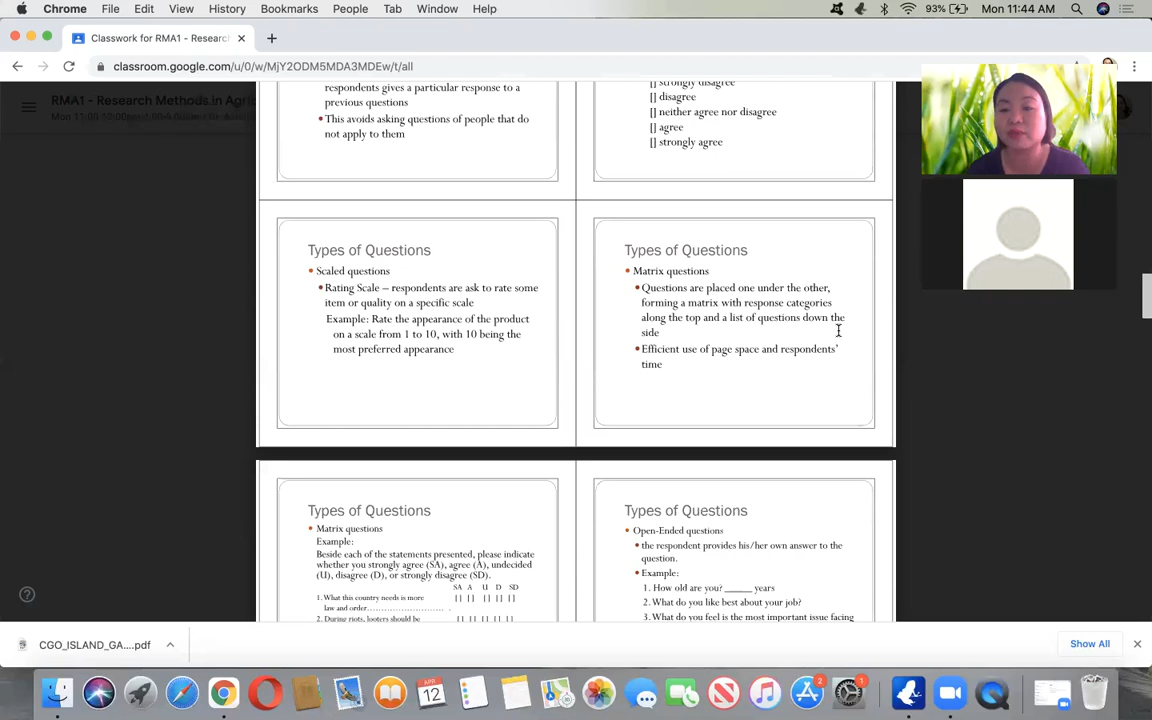 Chrome File Edit View History Bookmarks People Tab Window Help
93% Mon 11:44 AM
Classwork for RMA1 - Research
classroom.google.com/u/0/w/MjY2ODM5MDA3MDEw/t/all
RMA1 - Research Methods in Agri
respondents gives a particular response to a
previous questions
This avoids asking questions of people that do
not apply to them
[] strongly disagree
[] disagree
[] neither agree nor disagree
[] agree
[] strongly agree
Types of Questions
• Scaled questions
• Rating Scale – respondents are ask to rate some
item or quality on a specific scale
Example: Rate the appearance of the product
on a scale from 1 to 10, with 10 being the
most preferred appearance
Types of Questions
• Matrix questions
• Questions are placed one under the other,
forming a matrix with response categories
along the top and a list of questions down the
side
• Efficient use of page space and respondents'
time
Types of Questions
• Matrix questions
Example:
Beside each of the statements presented, please indicate
whether you strongly agree (SA), agree (A), undecided
(U), disagree (D), or strongly disagree (SD).
SA A U D SD
1. What this country needs is more [ ] [ ] [ ] [ ] [ ]
law and order……………………… .
2. During riots, looters should be [ ] [ ] [ ] [ ] [ ]
Types of Questions
• Open-Ended questions
• the respondent provides his/her own answer to the
question.
• Example:
1. How old are you? ______ years
2. What do you like best about your job?
3. What do you feel is the most important issue facing
CGO_ISLAND_GA....pdf
Show All
APR
12
2
1